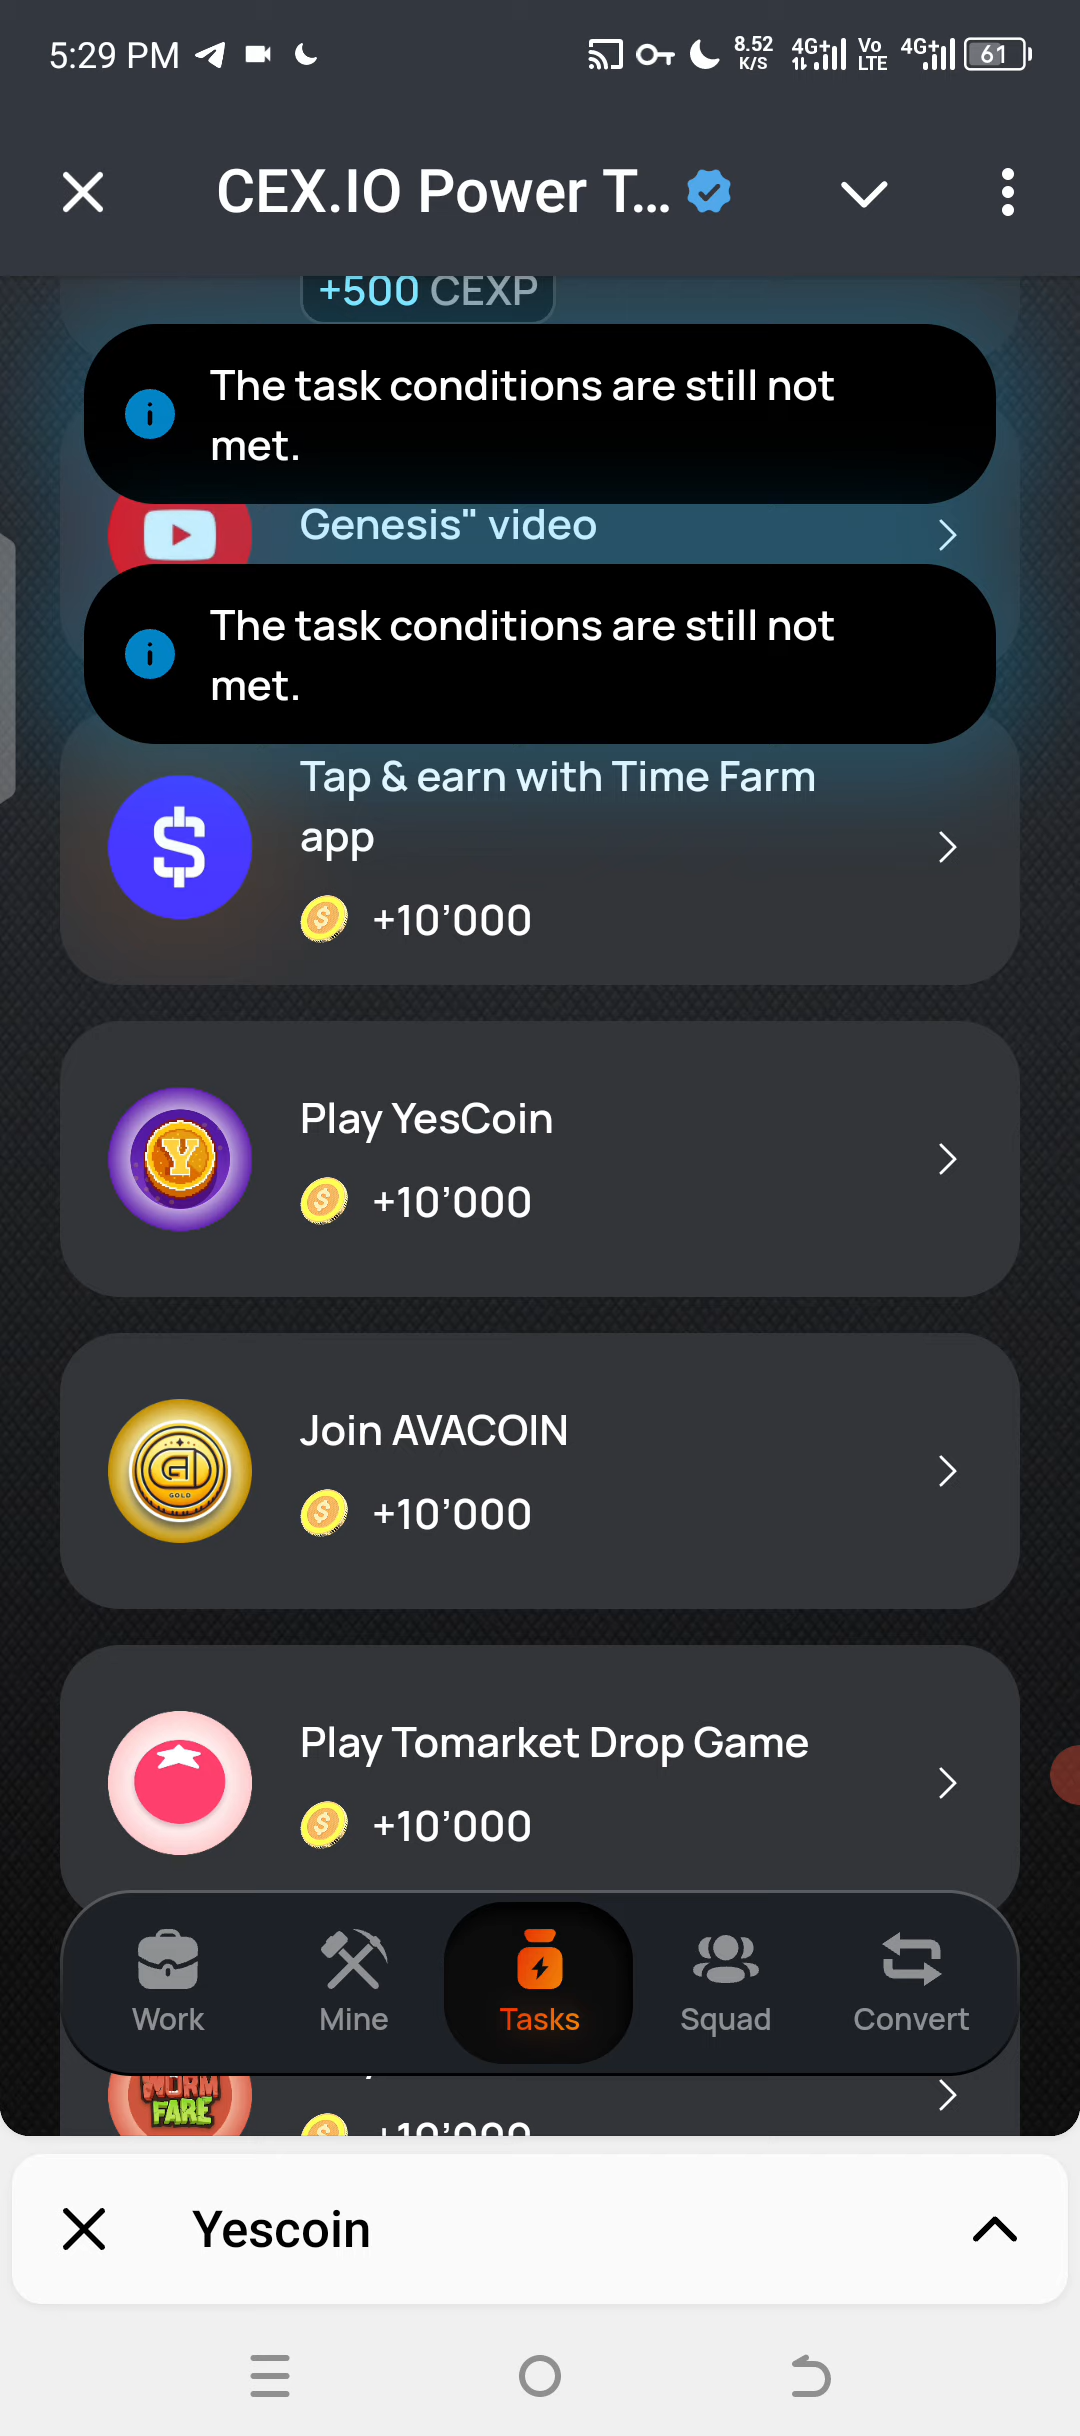 5:29 PM
8.52
K/S
4G+
Vo
LTE
4G+
61
CEX.IO Power T...
+500 CEXP
The task conditions are still not
met.
Genesis" video
The task conditions are still not
met.
Tap & earn with Time Farm
app
+10’000
Play YesCoin
+10’000
Join AVACOIN
+10’000
GOLD
Play Tomarket Drop Game
+10’000
Work
Mine
Tasks
Squad
Convert
WORM
FARE
+10’000
Yescoin